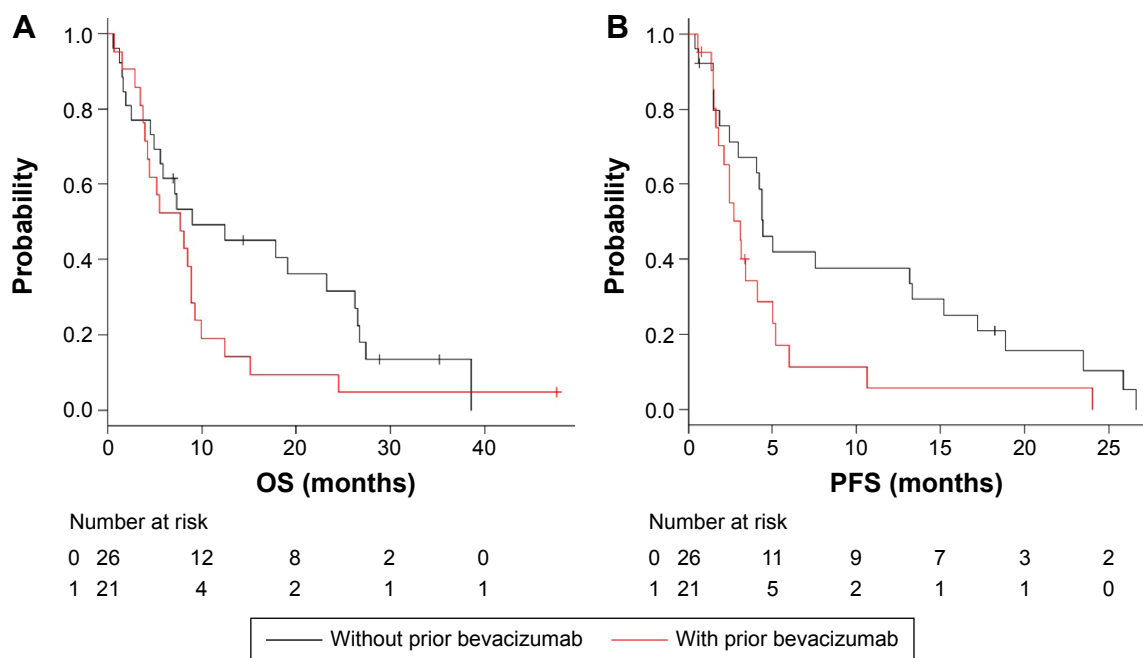 A
1.0
0.8
0.6
0.4
0.2
0.0
Probability
0 10 20 30 40
OS (months)
Number at risk
0 26 12 8 2 0
1 21 4 2 1 1
B
1.0
0.8
0.6
0.4
0.2
0.0
Probability
0 5 10 15 20 25
PFS (months)
Number at risk
0 26 11 9 7 3 2
1 21 5 2 1 1 0
Without prior bevacizumab With prior bevacizumab